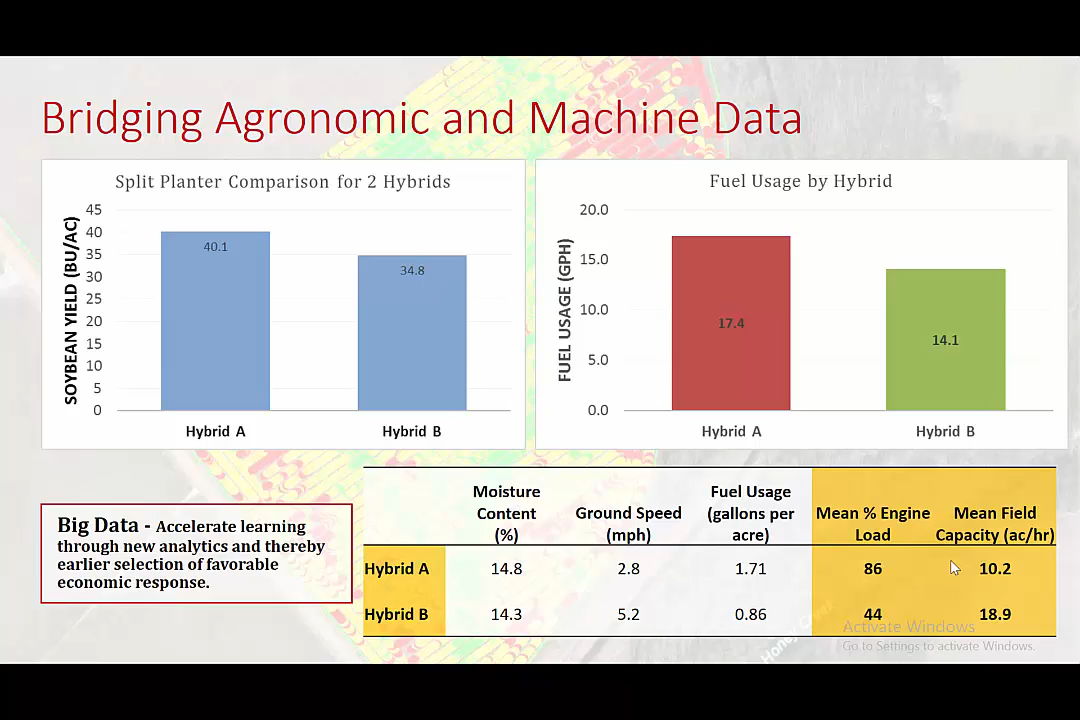 Bridging Agronomic and Machine Data
Split Planter Comparison for 2 Hybrids
SOYBEAN YIELD (BU/AC)
45
40
35
30
25
20
15
10
5
0
40.1
34.8
Hybrid A
Hybrid B
Fuel Usage by Hybrid
FUEL USAGE (GPH)
20.0
15.0
10.0
5.0
0.0
17.4
14.1
Hybrid A
Hybrid B
Big Data - Accelerate learning
through new analytics and thereby
earlier selection of favorable
economic response.
Moisture Content (%) Ground Speed (mph) Fuel Usage (gallons per acre) Mean % Engine Load Mean Field Capacity (ac/hr)
Hybrid A 14.8 2.8 1.71 86 10.2
Hybrid B 14.3 5.2 0.86 44 18.9
Activate Windows
Go to Settings to activate Windows.
Honey Creek